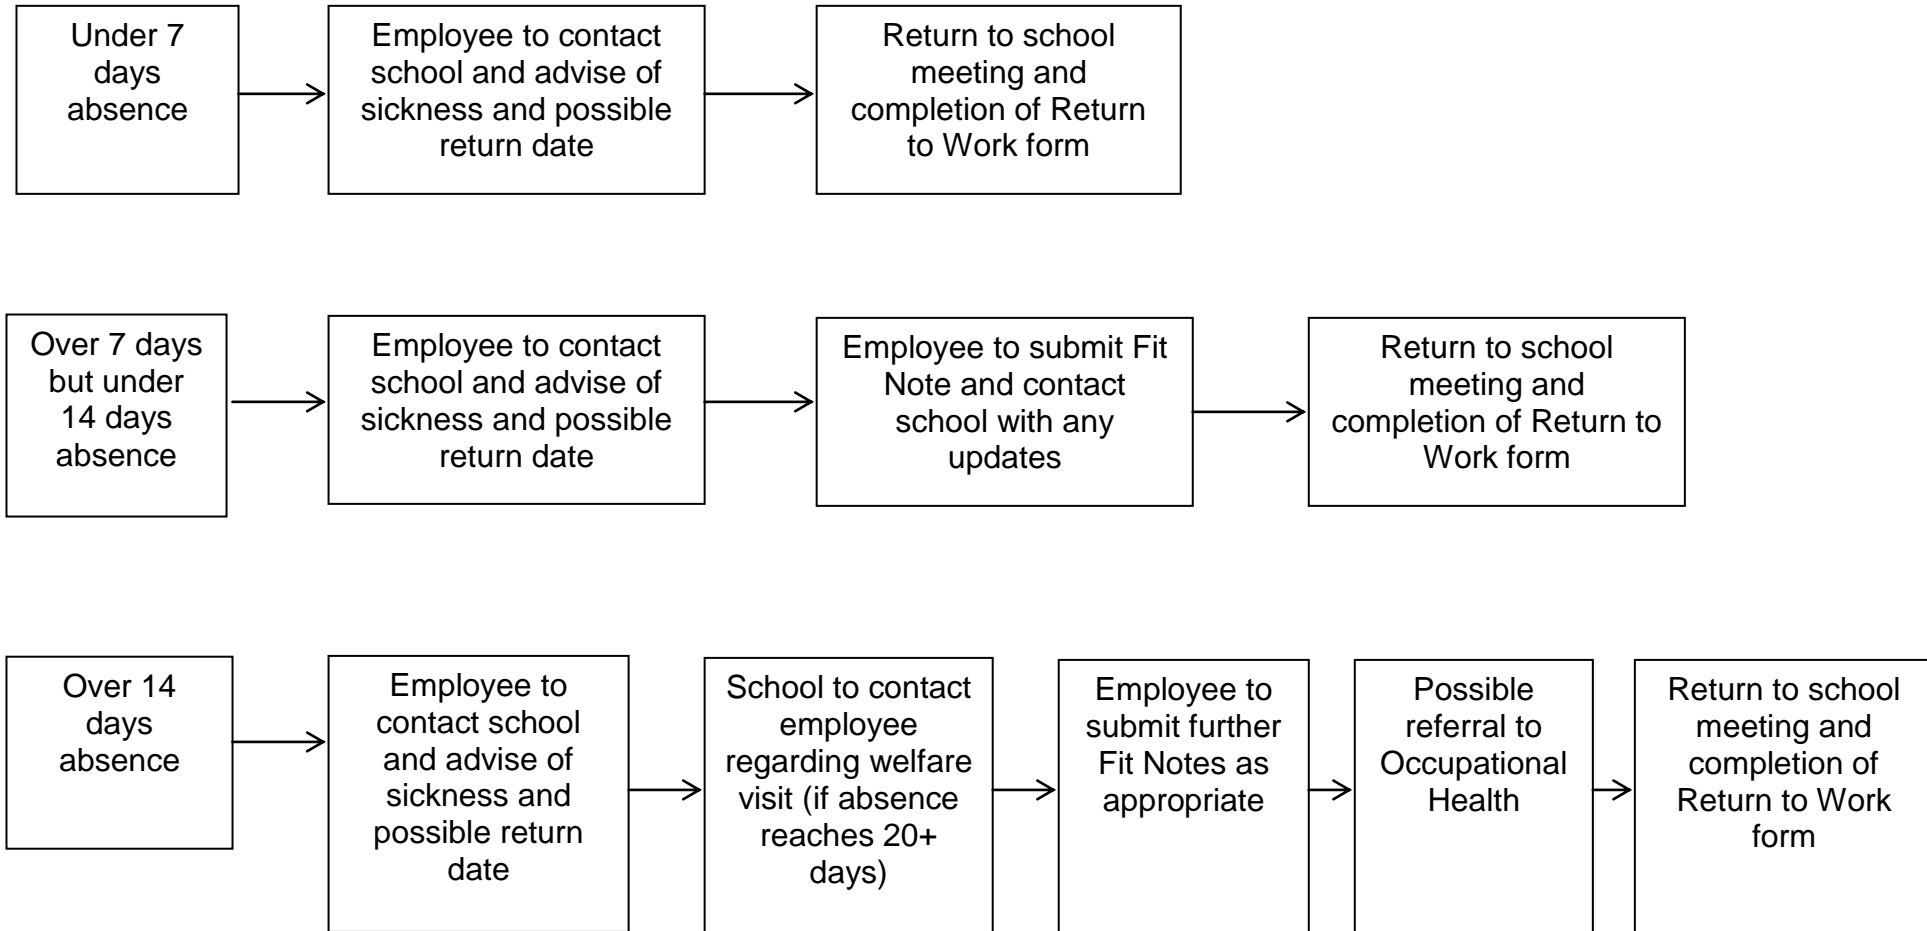 Under 7
days
absence
Employee to contact
school and advise of
sickness and possible
return date
Return to school
meeting and
completion of Return
to Work form
Over 7 days
but under
14 days
absence
Employee to contact
school and advise of
sickness and possible
return date
Employee to submit Fit
Note and contact
school with any
updates
Return to school
meeting and
completion of Return to
Work form
Over 14
days
absence
Employee to
contact school
and advise of
sickness and
possible return
date
School to contact
employee
regarding welfare
visit (if absence
reaches 20+
days)
Employee to
submit further
Fit Notes as
appropriate
Possible
referral to
Occupational
Health
Return to school
meeting and
completion of
Return to Work
form